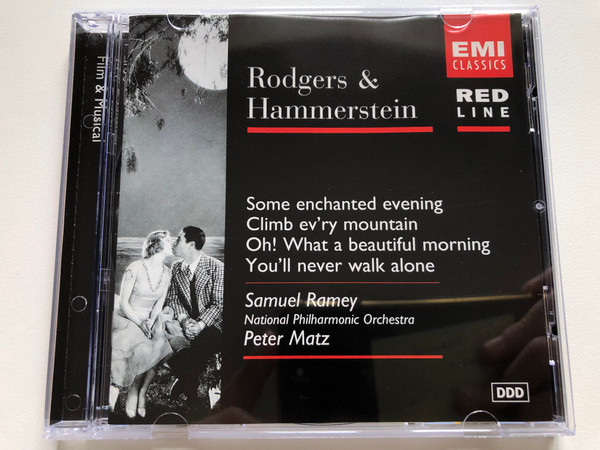 Film & Musical
Rodgers &
Hammerstein
EMI
CLASSICS
RED
LINE
Some enchanted evening
Climb ev'ry mountain
Oh! What a beautiful morning
You'll never walk alone
Samuel Ramey
National Philharmonic Orchestra
Peter Matz
DDD